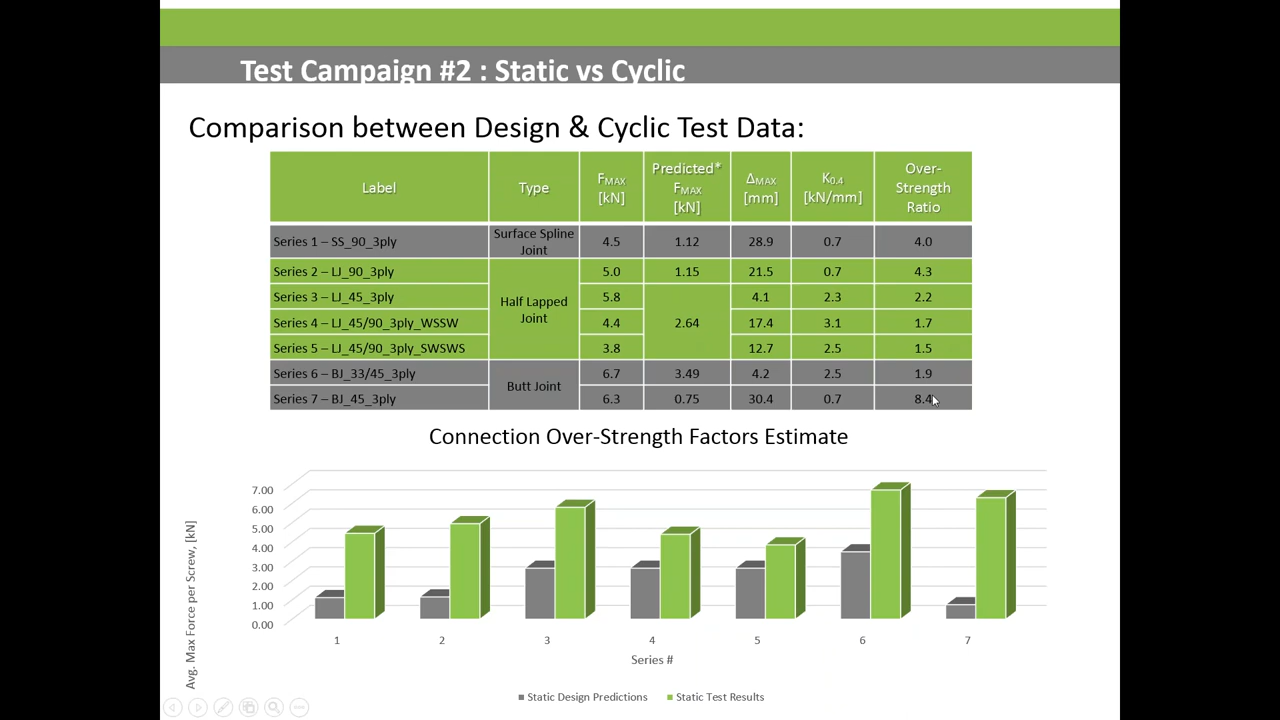 Test Campaign #2 : Static vs Cyclic
Comparison between Design & Cyclic Test Data:
Label
Type
FMAX
[kN]
Predicted*
FMAX
[kN]
ΔMAX
[mm]
K0.4
[kN/mm]
Over-
Strength
Ratio
Series 1 – SS_90_3ply
Surface Spline
Joint
4.5
1.12
28.9
0.7
4.0
Series 2 – LJ_90_3ply
Half Lapped
Joint
5.0
1.15
21.5
0.7
4.3
Series 3 – LJ_45_3ply
5.8
2.64
4.1
2.3
2.2
Series 4 – LJ_45/90_3ply_WSSW
4.4
17.4
3.1
1.7
Series 5 – LJ_45/90_3ply_SWSWS
3.8
12.7
2.5
1.5
Series 6 – BJ_33/45_3ply
Butt Joint
6.7
3.49
4.2
2.5
1.9
Series 7 – BJ_45_3ply
6.3
0.75
30.4
0.7
8.4
Connection Over-Strength Factors Estimate
Avg. Max Force per Screw, [kN]
7.00
6.00
5.00
4.00
3.00
2.00
1.00
0.00
1
2
3
4
5
6
7
Series #
Static Design Predictions
Static Test Results